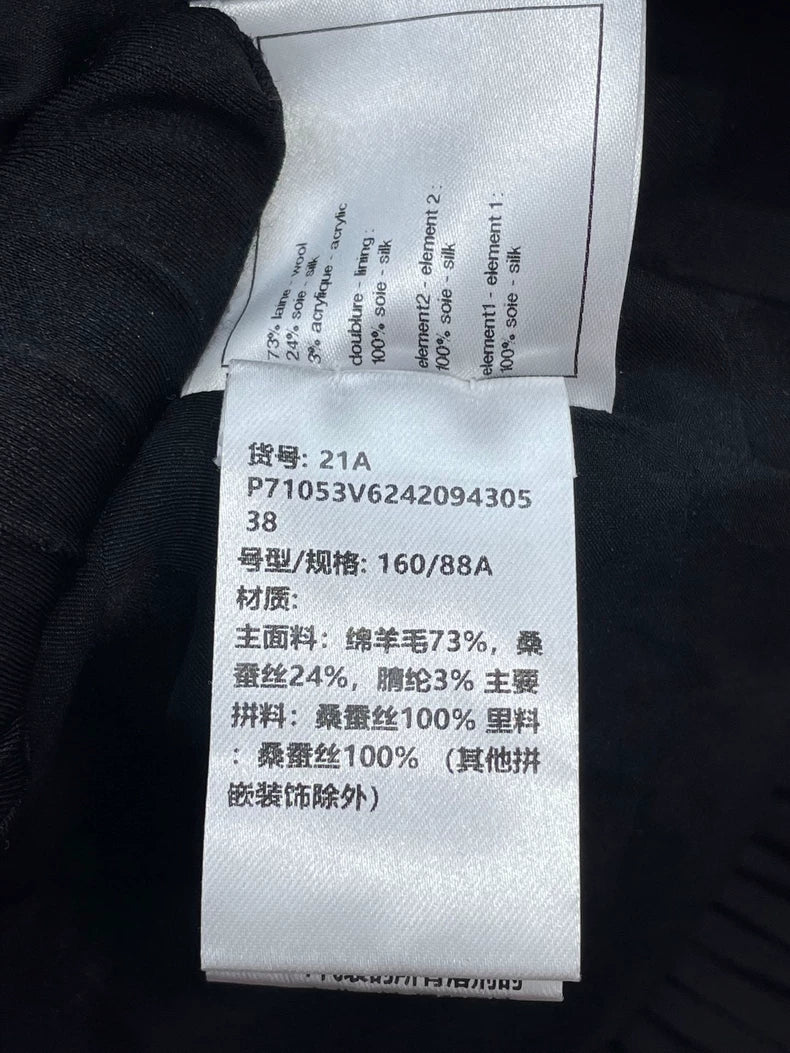 73% laine - wool
24% soie - silk
3% acrylique - acrylic
doublure - lining :
100% soie - silk
element2 - element 2 :
100% soie - silk
element1 - element 1 :
100% soie - silk
货号: 21A
P71053V6242094305
38
号型/规格: 160/88A
材质:
主面料: 绵羊毛73%, 桑
蚕丝24%, 腈纶3% 主要
拼料: 桑蚕丝100% 里料
: 桑蚕丝100% (其他拼
嵌装饰除外)